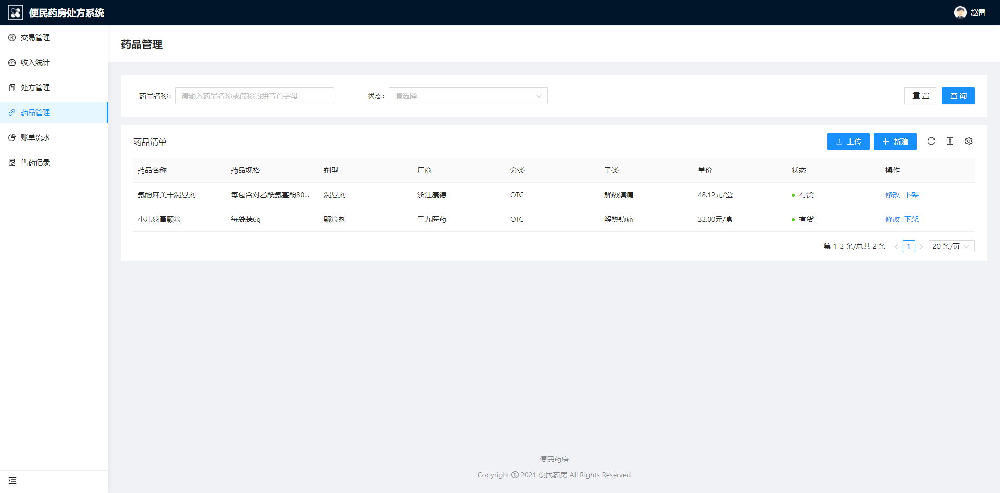 便民药房处方系统
赵雷
交易管理
收入统计
处方管理
药品管理
账单流水
售药记录
药品管理
药品名称: 请输入药品名称或简称的拼音首字母 状态: 请选择 重 置 查 询
药品清单 上传 新建
药品名称 药品规格 剂型 厂商 分类 子类 单价 状态 操作
氨酚麻美干混悬剂 每包含对乙酰氨基酚80... 混悬剂 浙江康德 OTC 解热镇痛 48.12元/盒 有货 修改 下架
小儿感冒颗粒 每袋装6g 颗粒剂 三九医药 OTC 解热镇痛 32.00元/盒 有货 修改 下架
第 1-2 条/总共 2 条 < 1 > 20 条/页
便民药房
Copyright © 2021 便民药房 All Rights Reserved